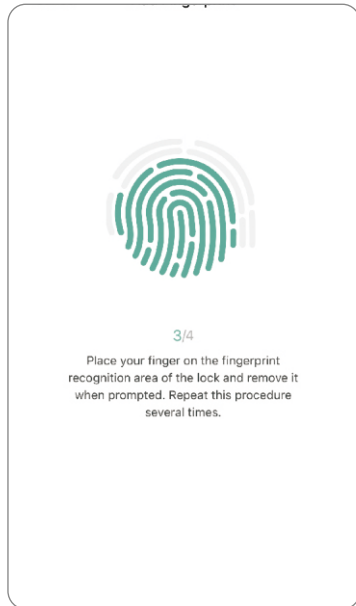 3/4
Place your finger on the fingerprint
recognition area of the lock and remove it
when prompted. Repeat this procedure
several times.